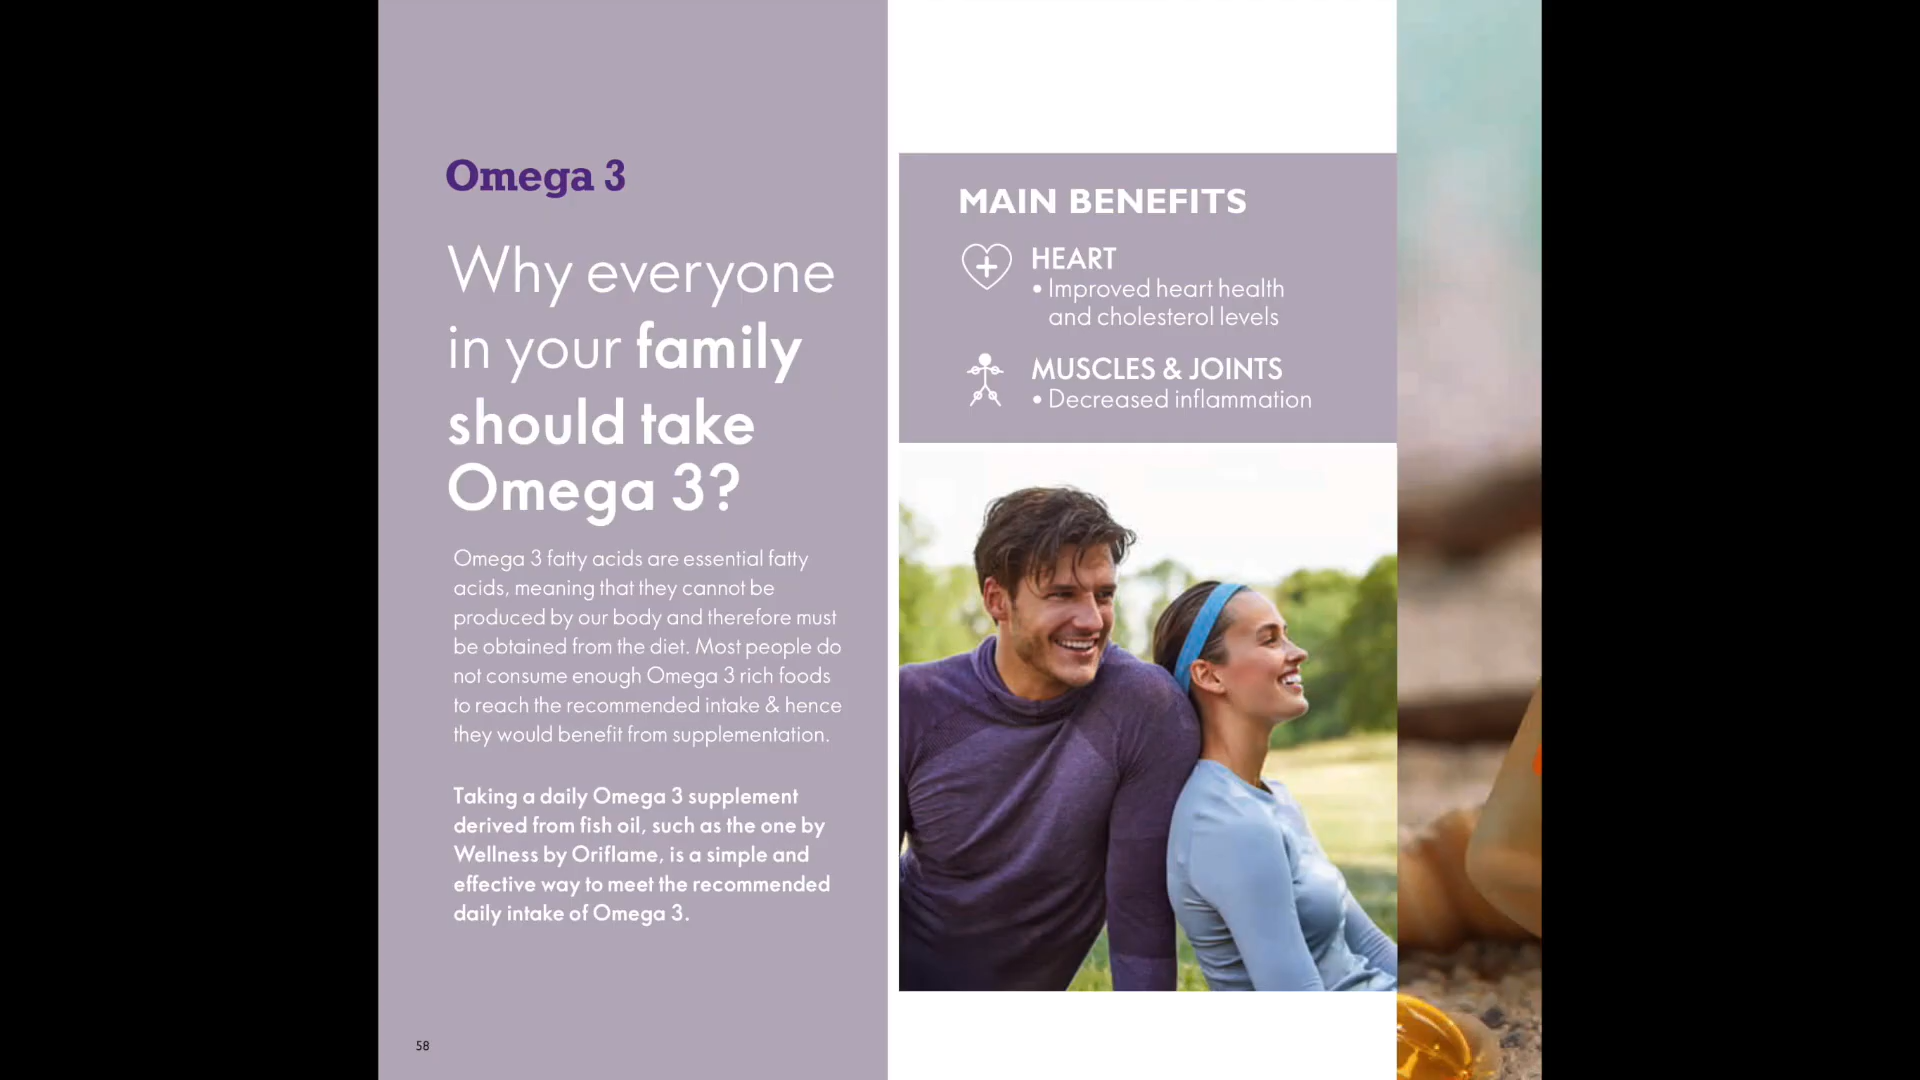 Omega 3
Why everyone
in your family
should take
Omega 3?
Omega 3 fatty acids are essential fatty
acids, meaning that they cannot be
produced by our body and therefore must
be obtained from the diet. Most people do
not consume enough Omega 3 rich foods
to reach the recommended intake & hence
they would benefit from supplementation.
Taking a daily Omega 3 supplement
derived from fish oil, such as the one by
Wellness by Oriflame, is a simple and
effective way to meet the recommended
daily intake of Omega 3.
58
MAIN BENEFITS
HEART
• Improved heart health
and cholesterol levels
MUSCLES & JOINTS
• Decreased inflammation